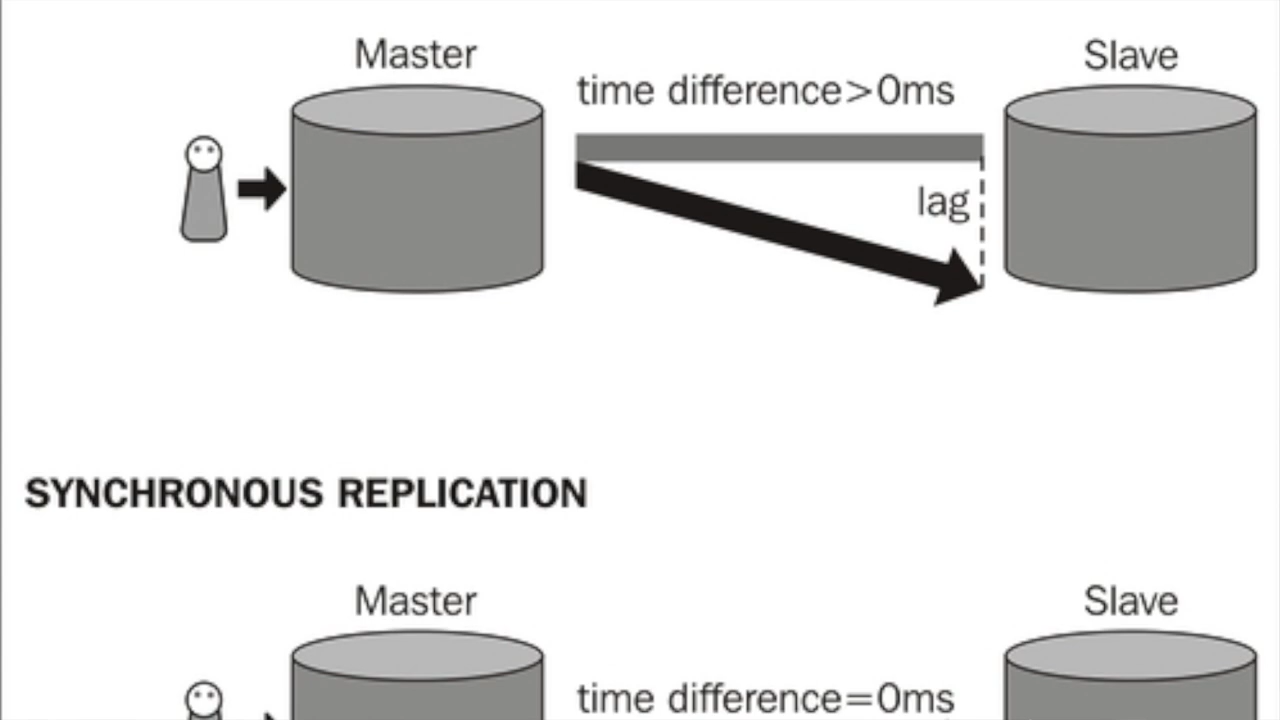 Master
Slave
time difference>0ms
lag
SYNCHRONOUS REPLICATION
Master
Slave
time difference=0ms